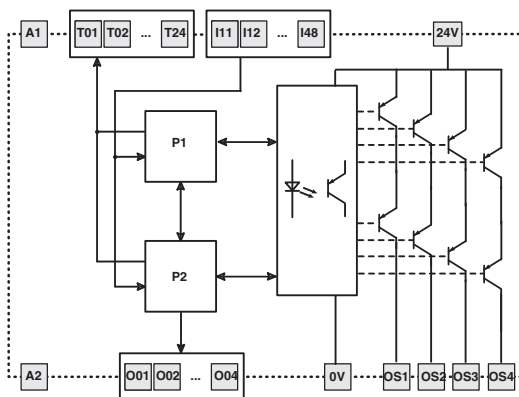 A1 T01 T02 ... T24 I11 I12 ... I48 24V
P1
P2
A2 O01 O02 ... O04 0V OS1 OS2 OS3 OS4